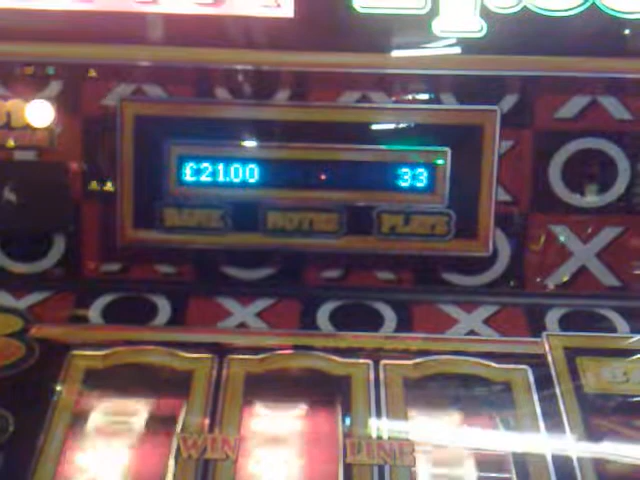 £21.00 33
BANK NOTES PLAYS
X O X
O X O X O
WIN LINE